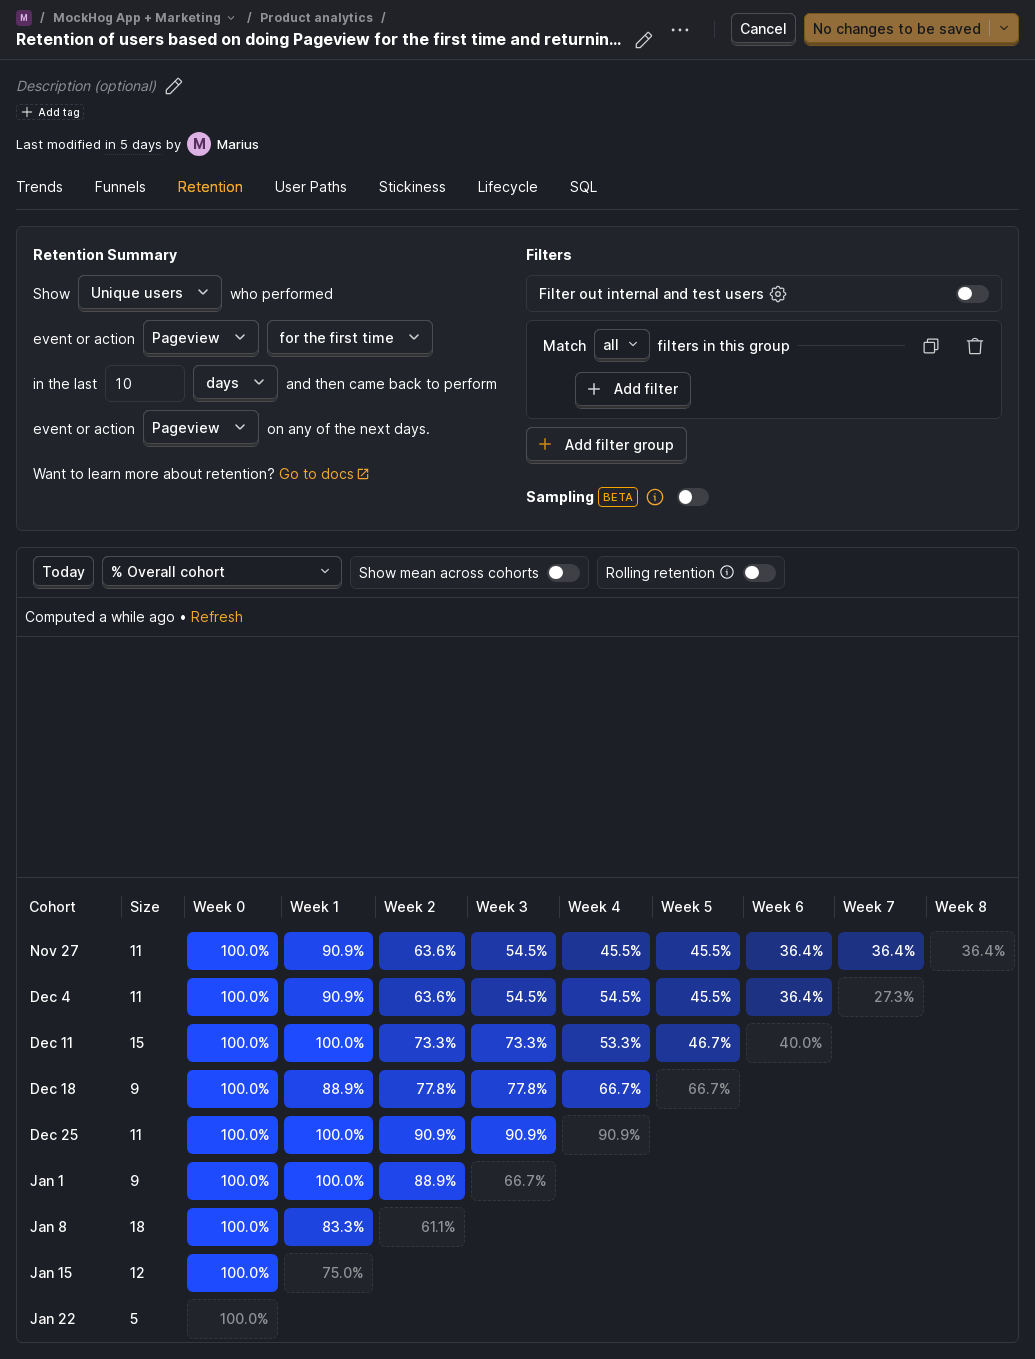 M / MockHog App + Marketing / Product analytics /
Retention of users based on doing Pageview for the first time and returnin...
Cancel
No changes to be saved
Description (optional)
Add tag
Last modified in 5 days by M Marius
Trends Funnels Retention User Paths Stickiness Lifecycle SQL
Retention Summary
Show Unique users who performed
event or action Pageview for the first time
in the last 10 days and then came back to perform
event or action Pageview on any of the next days.
Want to learn more about retention? Go to docs
Filters
Filter out internal and test users
Match all filters in this group
Add filter
Add filter group
Sampling BETA
Today % Overall cohort Show mean across cohorts Rolling retention
Computed a while ago • Refresh
Cohort Size Week 0 Week 1 Week 2 Week 3 Week 4 Week 5 Week 6 Week 7 Week 8
Nov 27 11 100.0% 90.9% 63.6% 54.5% 45.5% 45.5% 36.4% 36.4% 36.4%
Dec 4 11 100.0% 90.9% 63.6% 54.5% 54.5% 45.5% 36.4% 27.3%
Dec 11 15 100.0% 100.0% 73.3% 73.3% 53.3% 46.7% 40.0%
Dec 18 9 100.0% 88.9% 77.8% 77.8% 66.7% 66.7%
Dec 25 11 100.0% 100.0% 90.9% 90.9% 90.9%
Jan 1 9 100.0% 100.0% 88.9% 66.7%
Jan 8 18 100.0% 83.3% 61.1%
Jan 15 12 100.0% 75.0%
Jan 22 5 100.0%